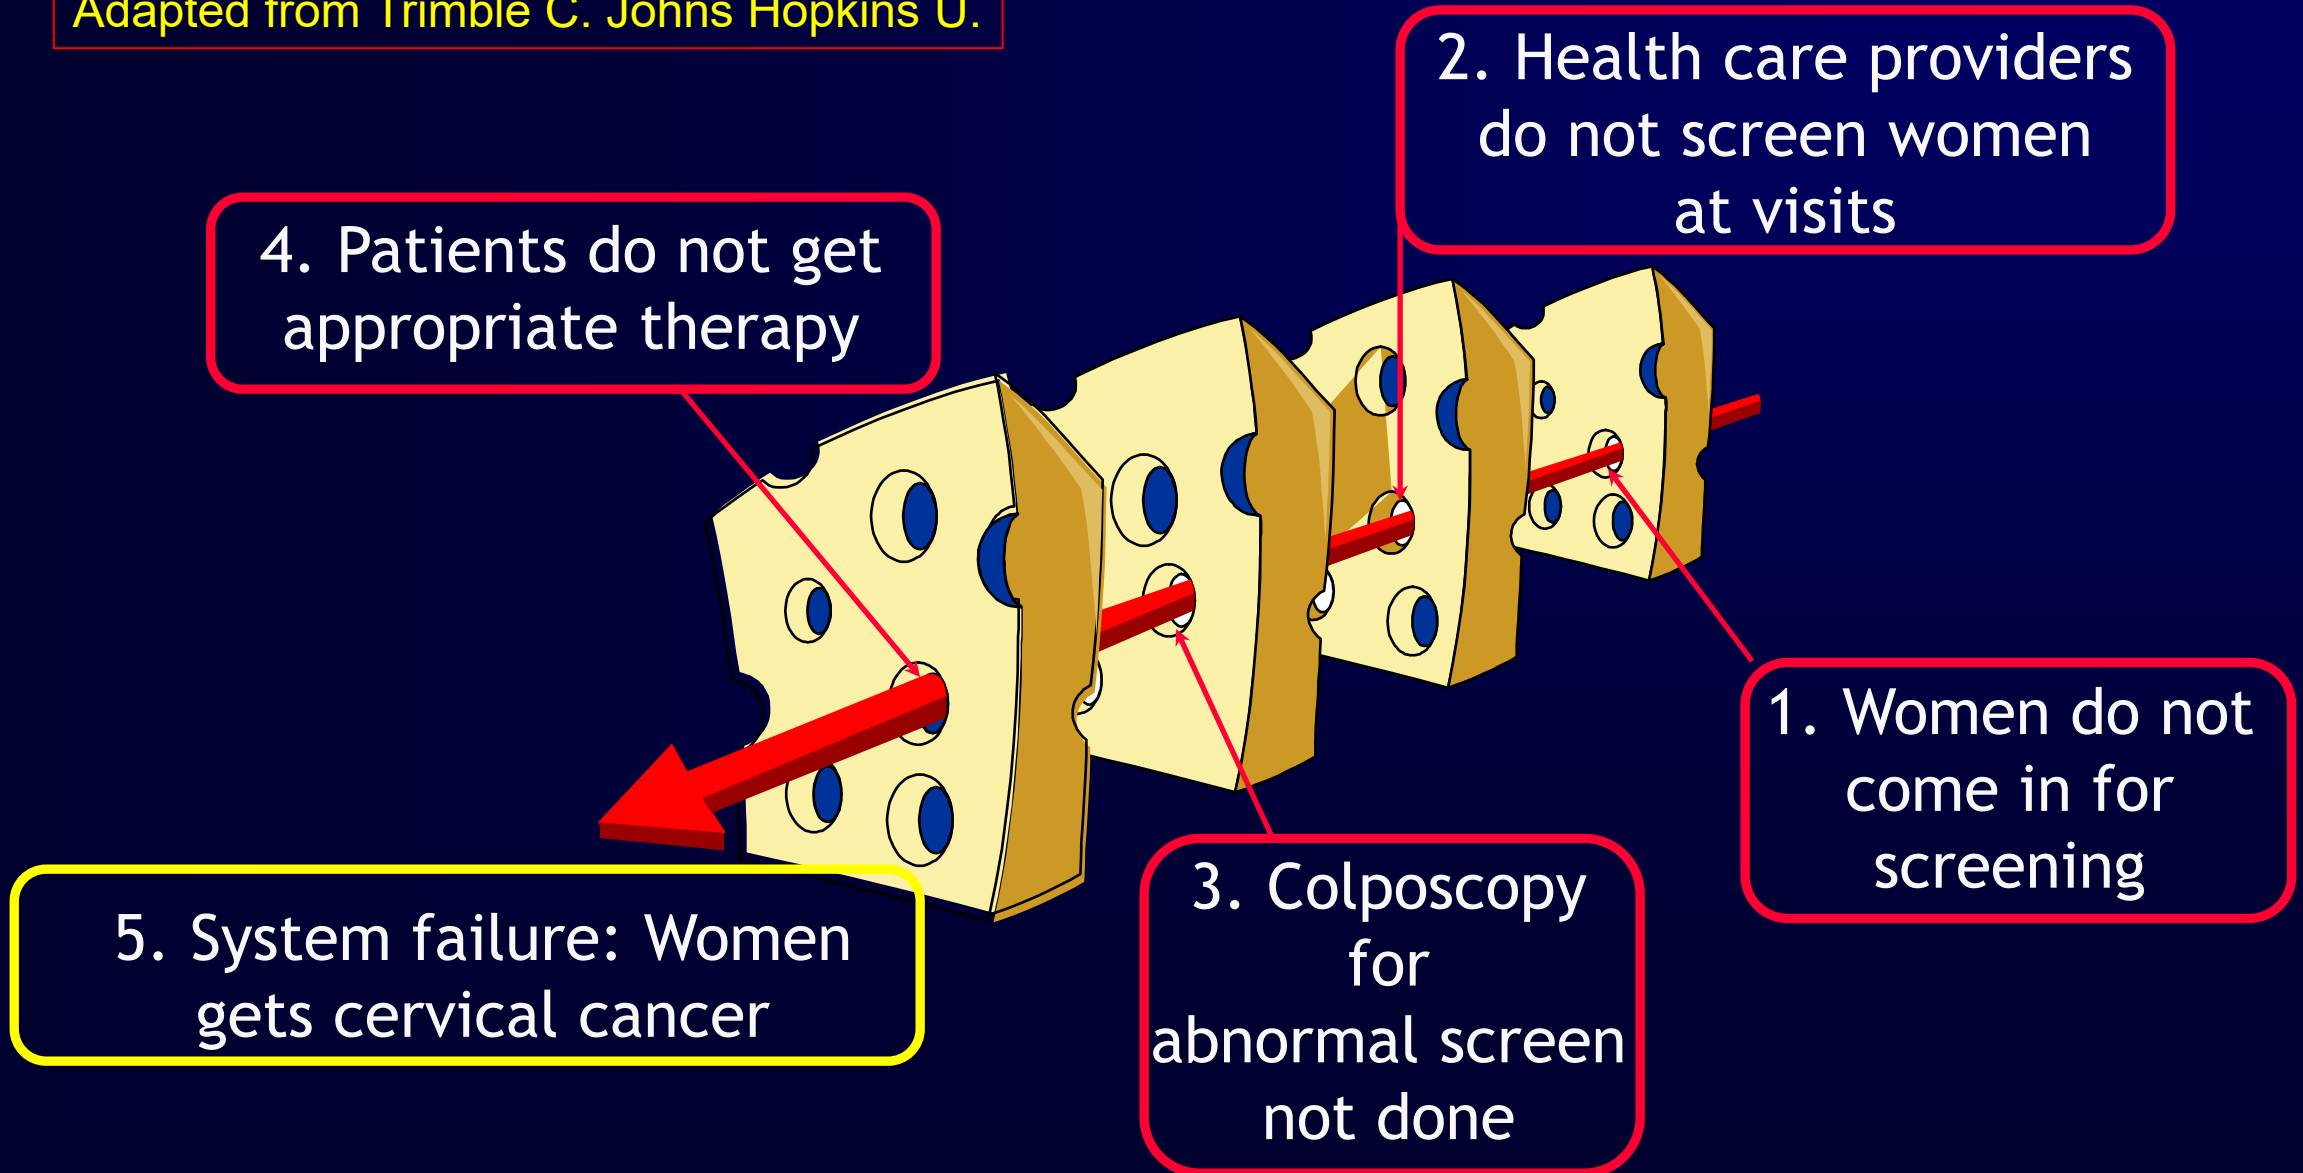 Adapted from Trimble C. Johns Hopkins U.
2. Health care providers
do not screen women
at visits
4. Patients do not get
appropriate therapy
1. Women do not
come in for
screening
3. Colposcopy
for
abnormal screen
not done
5. System failure: Women
gets cervical cancer